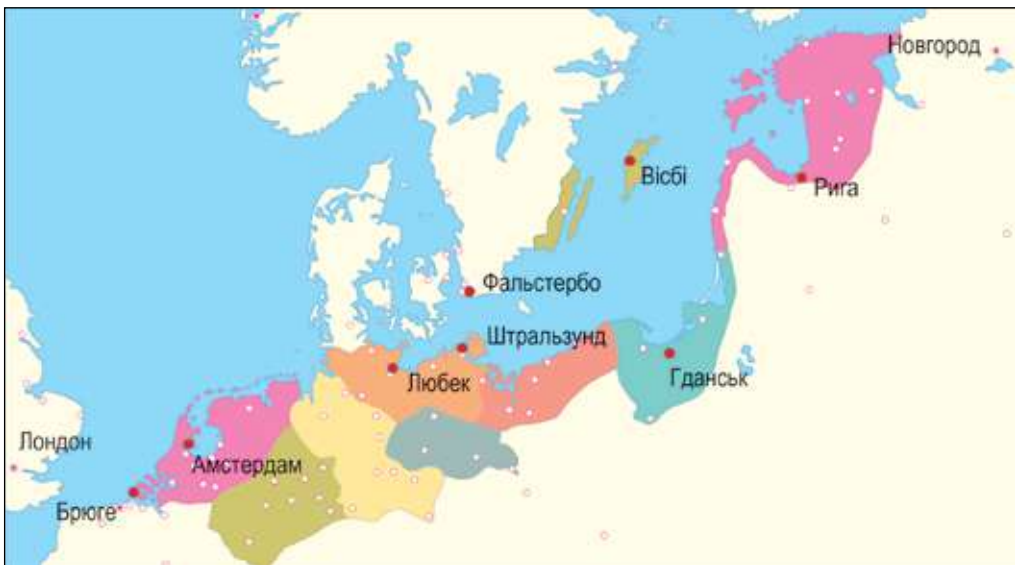 Новгород
Вісбі
Рига
Фальстербо
Штральзунд
Любек
Гданськ
Лондон
Амстердам
Брюге